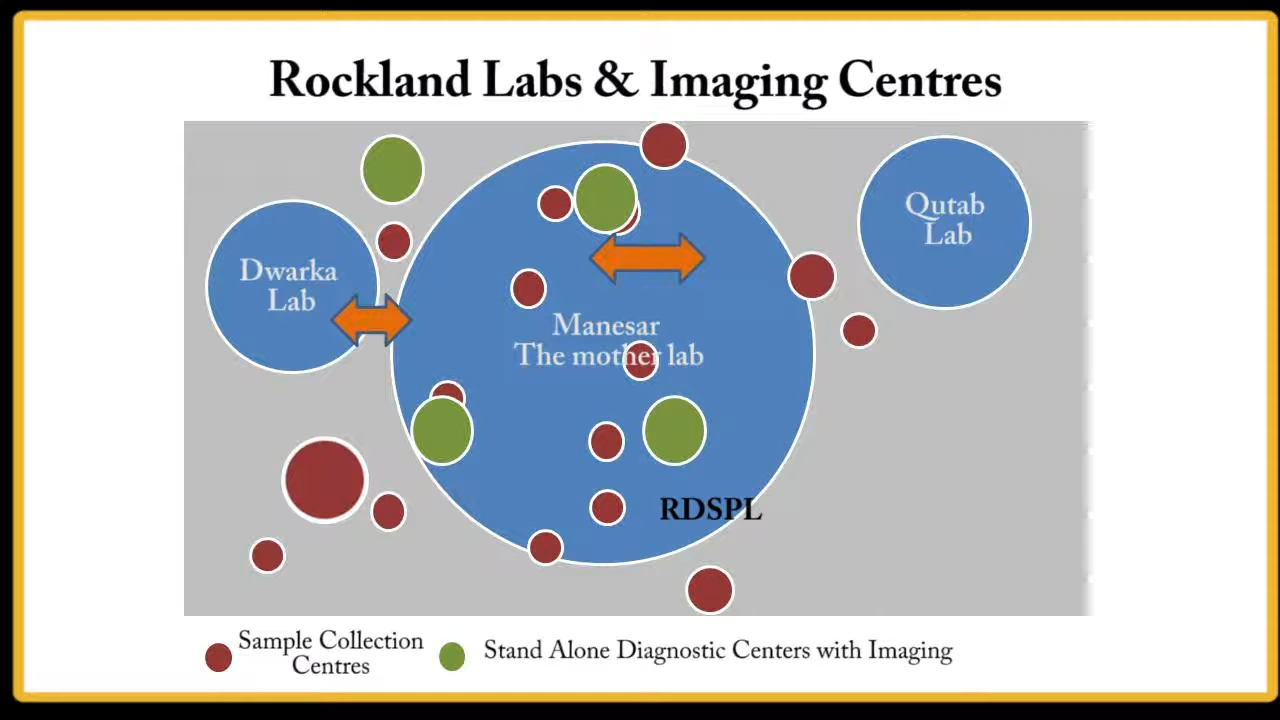 Rockland Labs & Imaging Centres
Qutab
Lab
Dwarka
Lab
Manesar
The mother lab
RDSPL
Sample Collection
Centres
Stand Alone Diagnostic Centers with Imaging